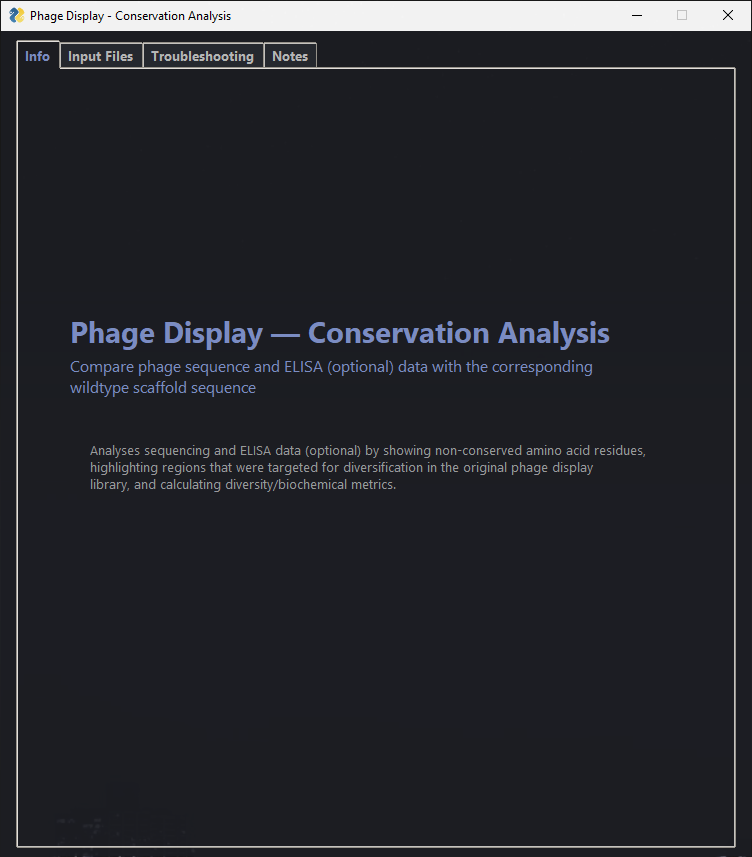 Phage Display - Conservation Analysis
Info
Input Files
Troubleshooting
Notes
Phage Display — Conservation Analysis
Compare phage sequence and ELISA (optional) data with the corresponding
wildtype scaffold sequence
Analyses sequencing and ELISA data (optional) by showing non-conserved amino acid residues,
highlighting regions that were targeted for diversification in the original phage display
library, and calculating diversity/biochemical metrics.